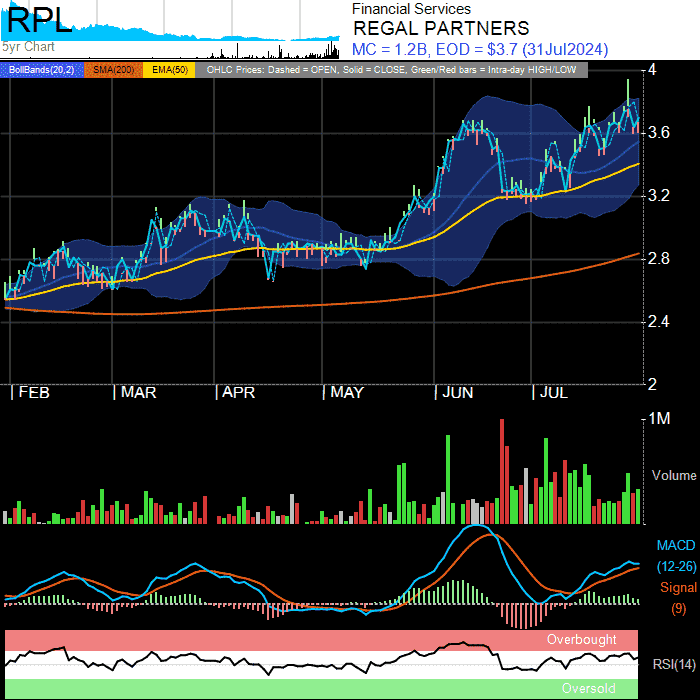 RPL
5yr Chart
Financial Services
REGAL PARTNERS
MC = 1.2B, EOD = $3.7 (31Jul2024)
BollBands(20,2) SMA(200) EMA(50) OHLC Prices: Dashed = OPEN, Solid = CLOSE, Green/Red bars = Intra-day HIGH/LOW
4
3.6
3.2
2.8
2.4
2
FEB MAR APR MAY JUN JUL
1M
Volume
MACD
(12-26)
Signal
(9)
Overbought
RSI(14)
Oversold